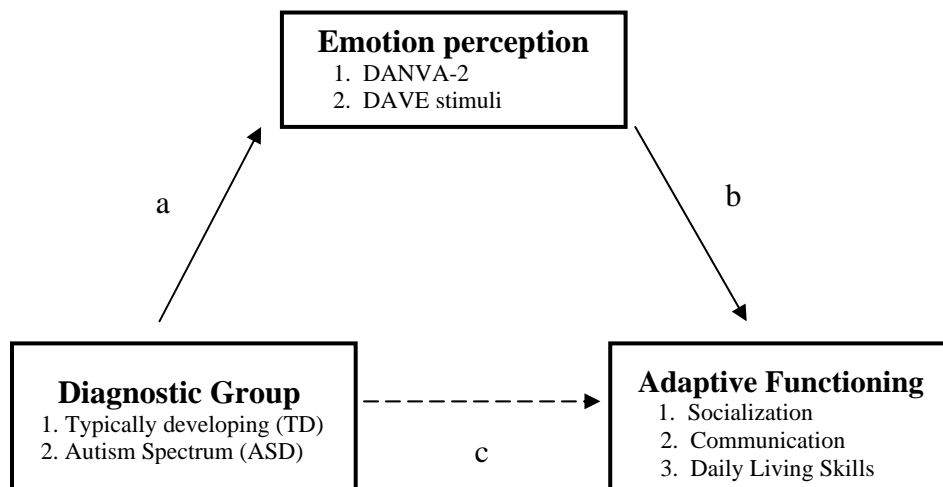 Emotion perception
1. DANVA-2
2. DAVE stimuli
a
b
Diagnostic Group
1. Typically developing (TD)
2. Autism Spectrum (ASD)
c
Adaptive Functioning
1. Socialization
2. Communication
3. Daily Living Skills